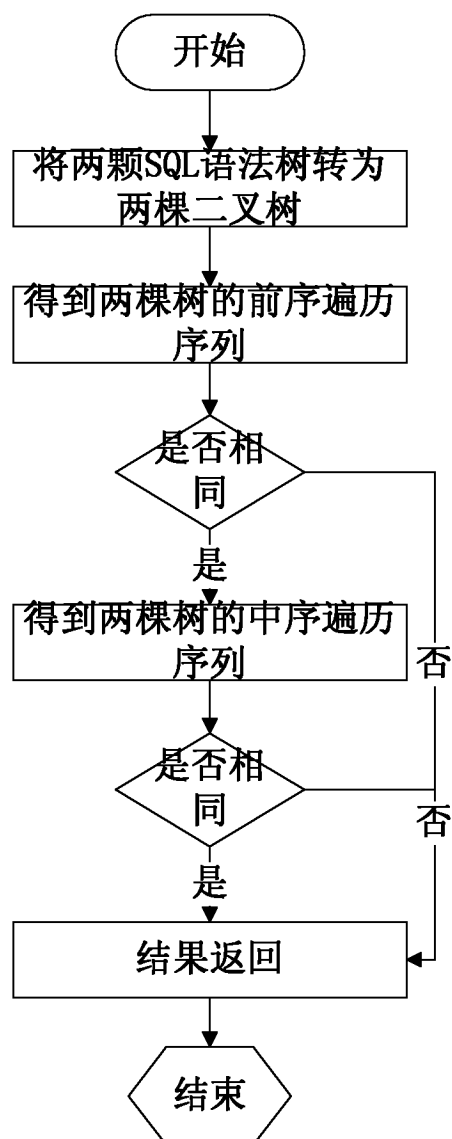 开始
将两颗SQL语法树转为
两棵二叉树
得到两棵树的前序遍历
序列
是否相
同
是
得到两棵树的中序遍历
序列
否
是否相
同
否
是
结果返回
结束